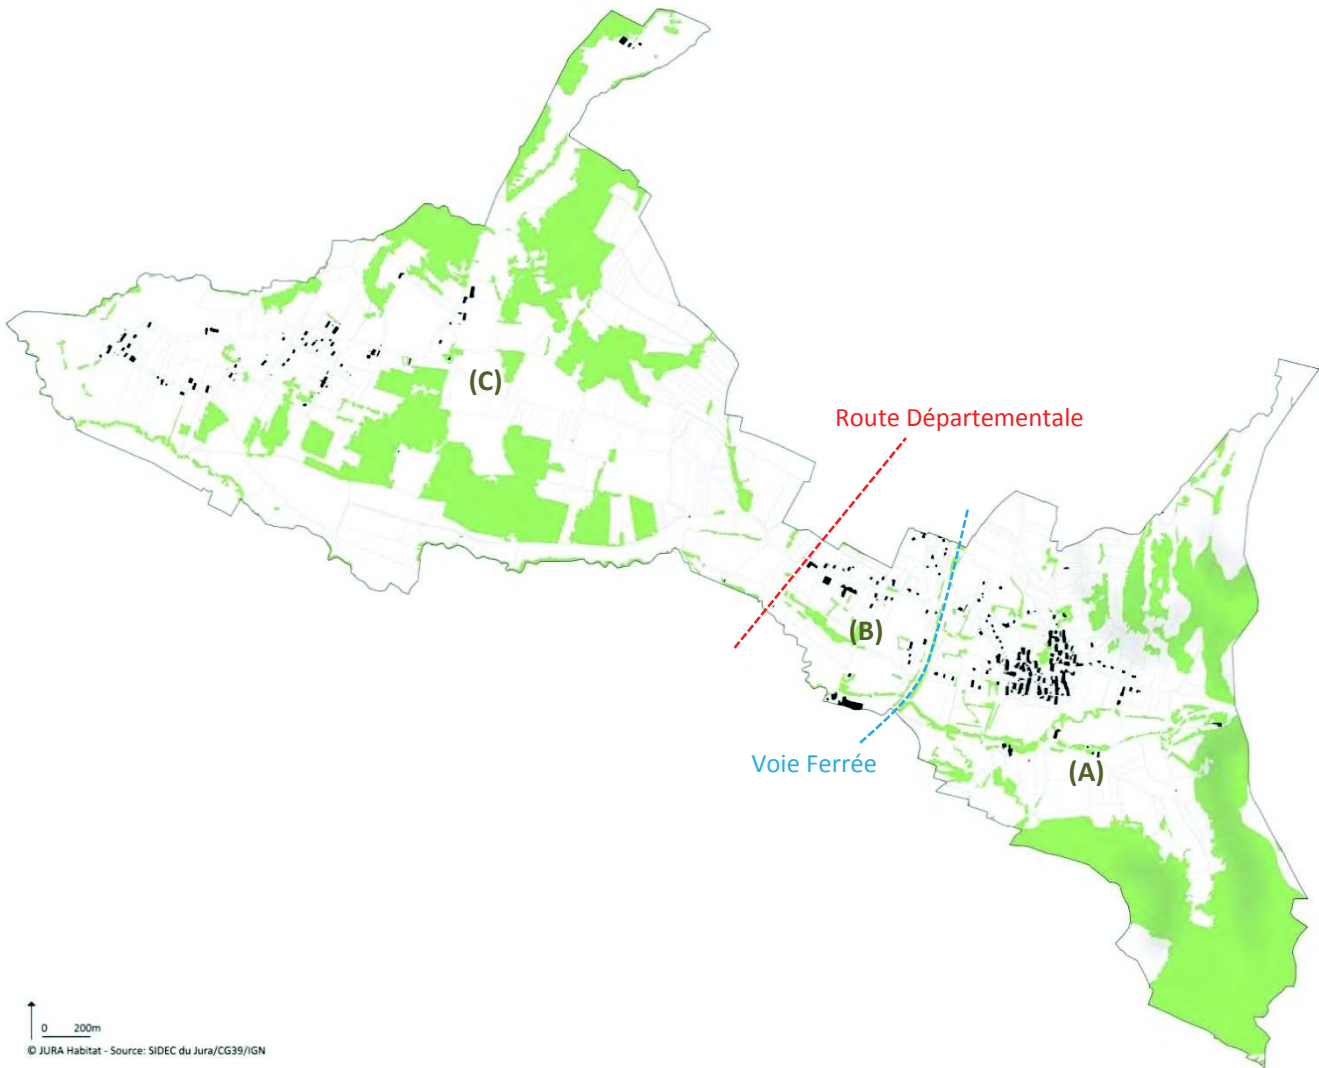 (C)
Route Départementale
(B)
Voie Ferrée
(A)
0 200m
© JURA Habitat - Source: SIDEC du Jura/CG39/IGN